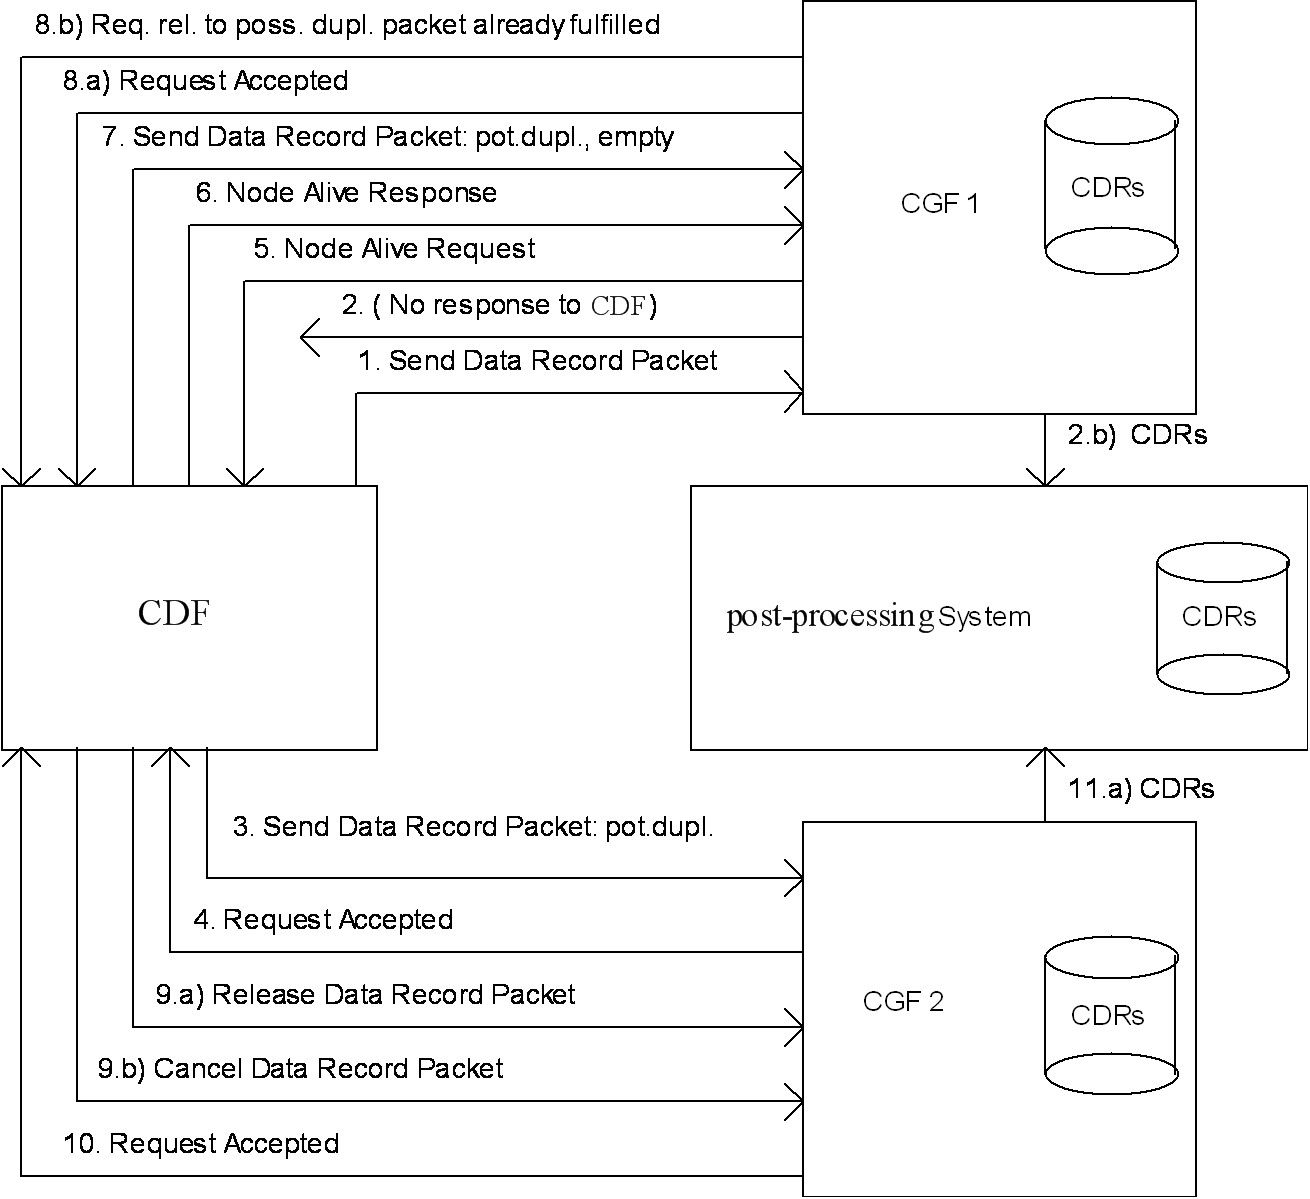 8.b) Req. rel. to poss. dupl. packet already fulfilled
8.a) Request Accepted
7. Send Data Record Packet: pot.dupl., empty
6. Node Alive Response
5. Node Alive Request
2. ( No response to CDF)
1. Send Data Record Packet
CGF 1
CDRs
2.b) CDRs
CDF
post-processing System
CDRs
11.a) CDRs
3. Send Data Record Packet: pot.dupl.
4. Request Accepted
9.a) Release Data Record Packet
9.b) Cancel Data Record Packet
10. Request Accepted
CGF 2
CDRs